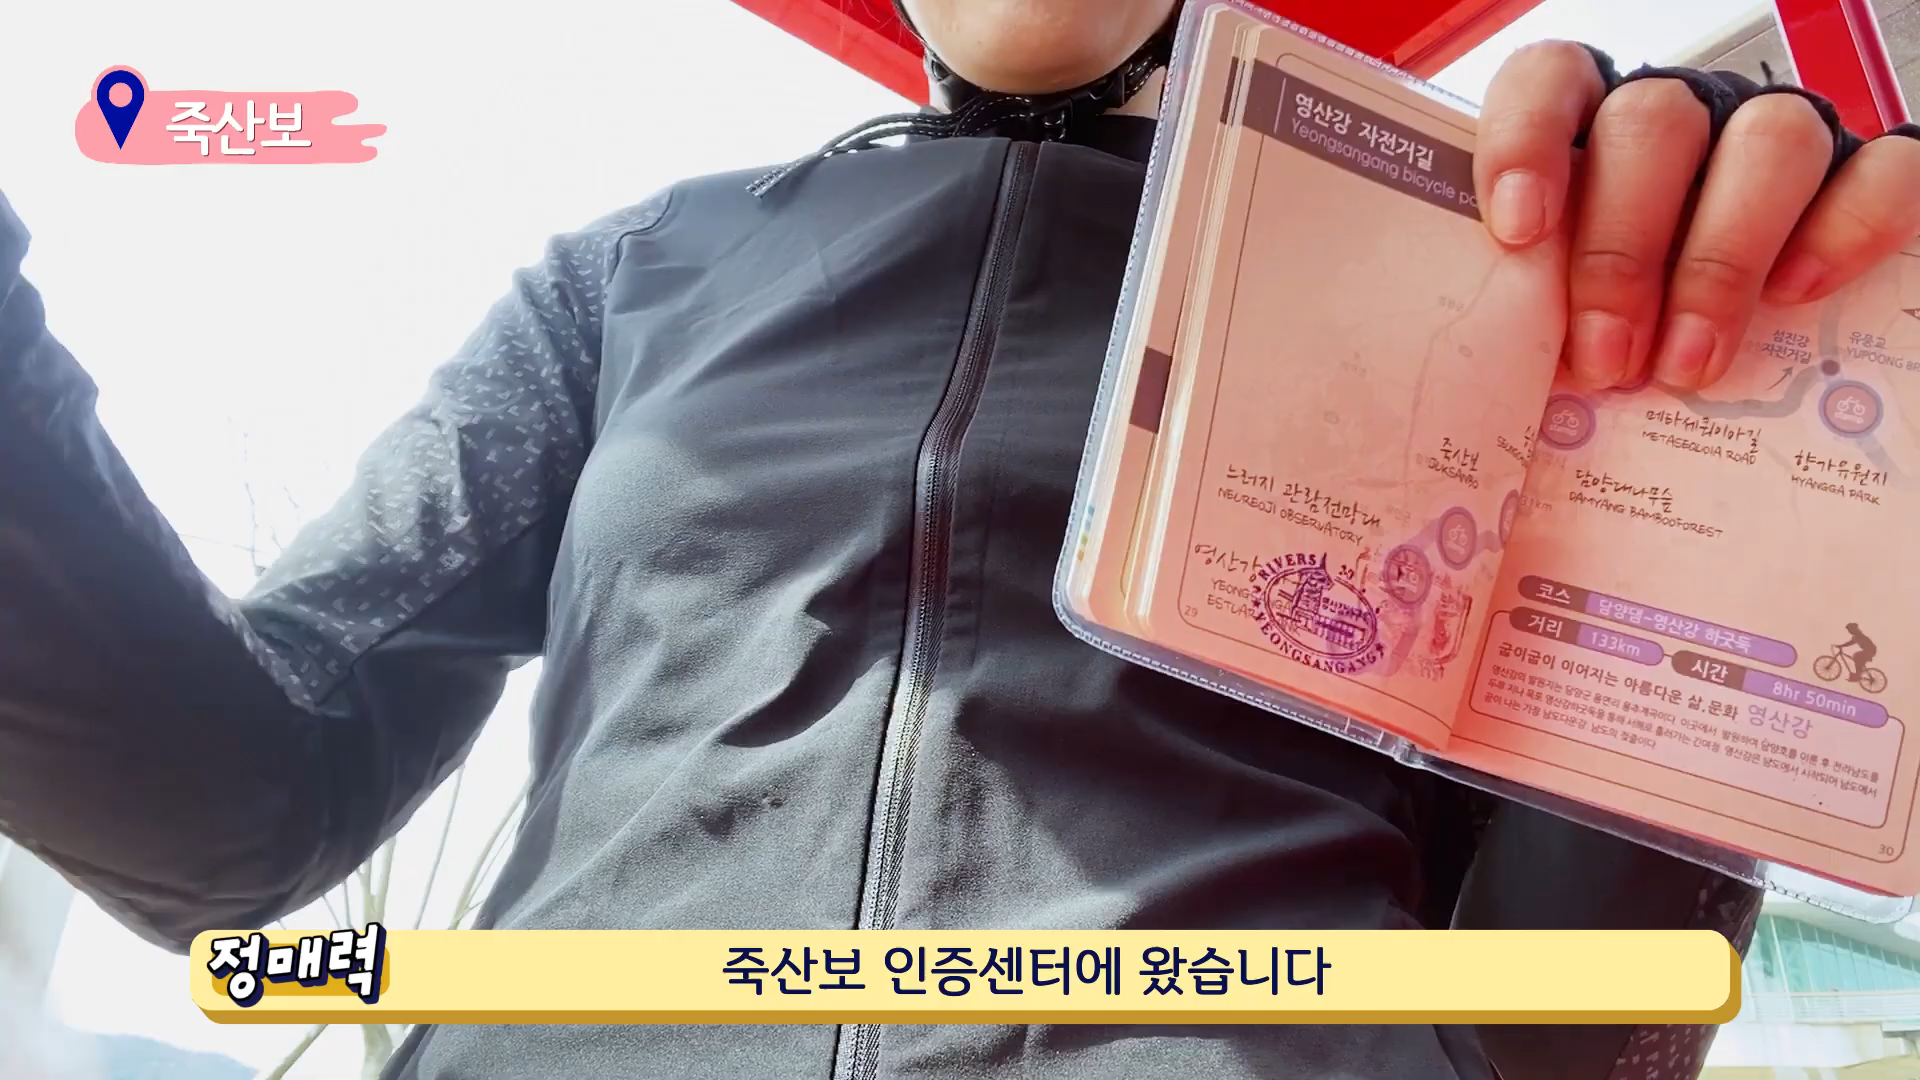 죽산보
영산강 자전거길
Yeongsangang bicycle
섬진강
자전거길
유풍교
YUPOONG
메타세쿼이아길
METASEQUOIA ROAD
향가유원지
HYANGGA PARK
죽산보
담양대나무숲
DAMYANG BAMBOOFOREST
느러지 관람전망대
NEUREOJI OBSERVATORY
영산강
RIVERS
YEONGSANGANG
29
코스 담양댐-영산강 하굿둑
거리 133km 시간 8hr 50min
굽이굽이 이어지는 아름다운 삶,문화 영산강
30
정매력
죽산보 인증센터에 왔습니다